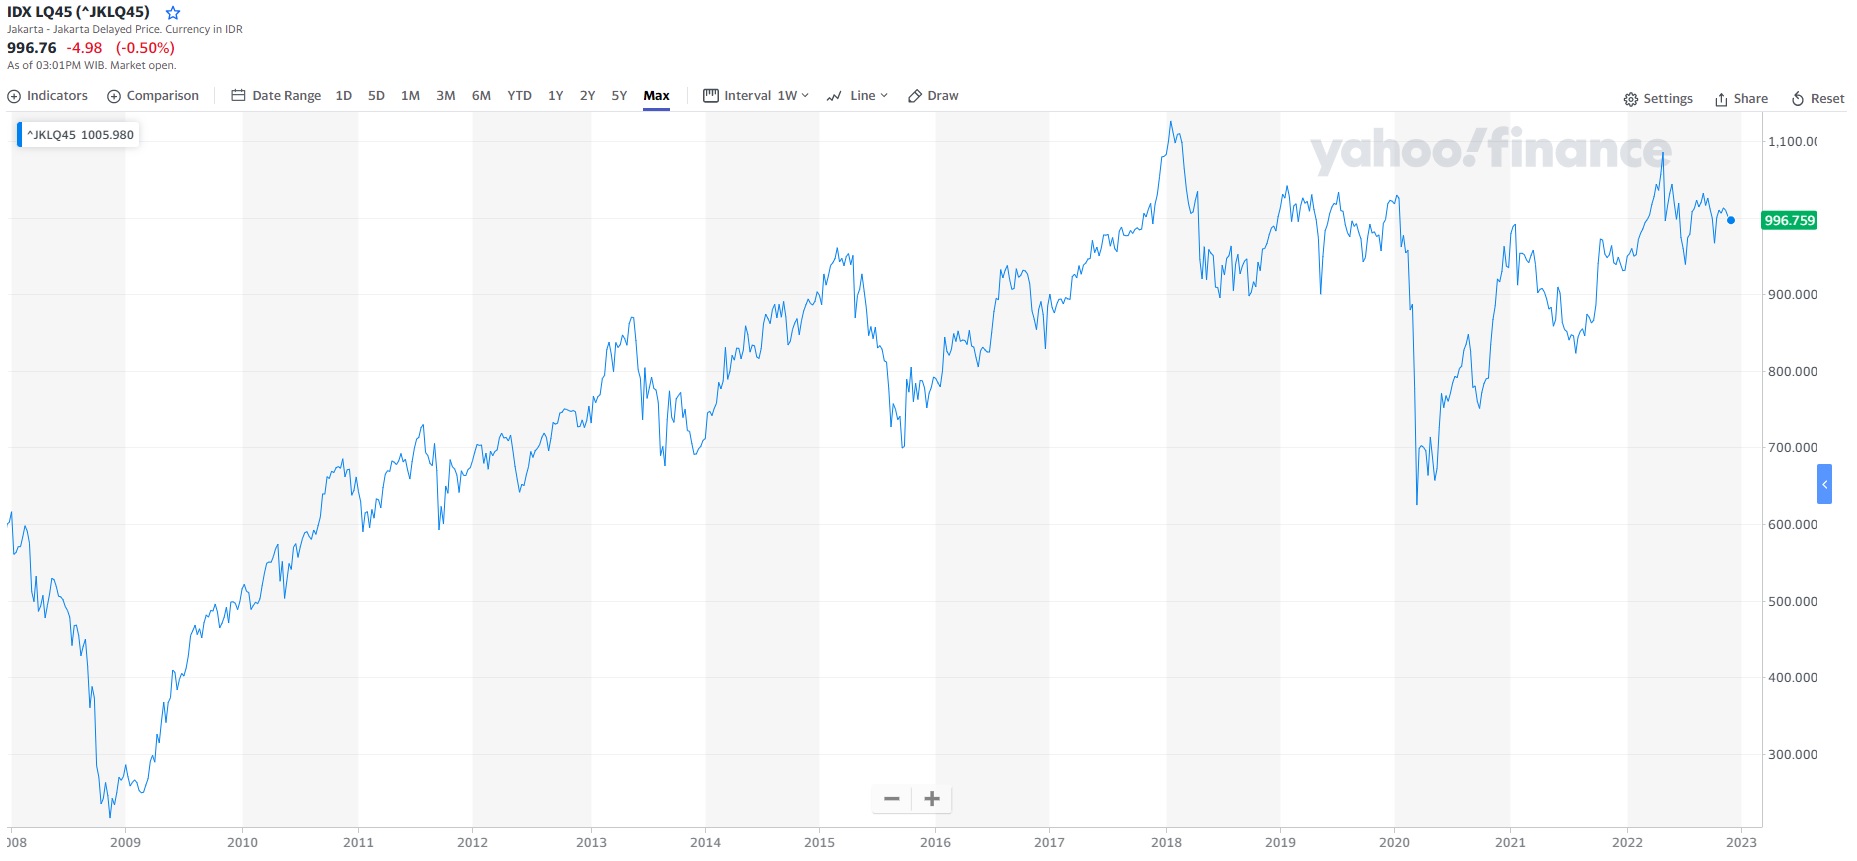 IDX LQ45 (^JKLQ45)
Jakarta - Jakarta Delayed Price. Currency in IDR
996.76 -4.98 (-0.50%)
As of 03:01PM WIB. Market open.
Indicators Comparison Date Range 1D 5D 1M 3M 6M YTD 1Y 2Y 5Y Max Interval 1W Line Draw Settings Share Reset
^JKLQ45 1005.980
yahoo!finance
1,100.00
996.759
900.000
800.000
700.000
600.000
500.000
400.000
300.000
008 2009 2010 2011 2012 2013 2014 2015 2016 2017 2018 2019 2020 2021 2022 2023